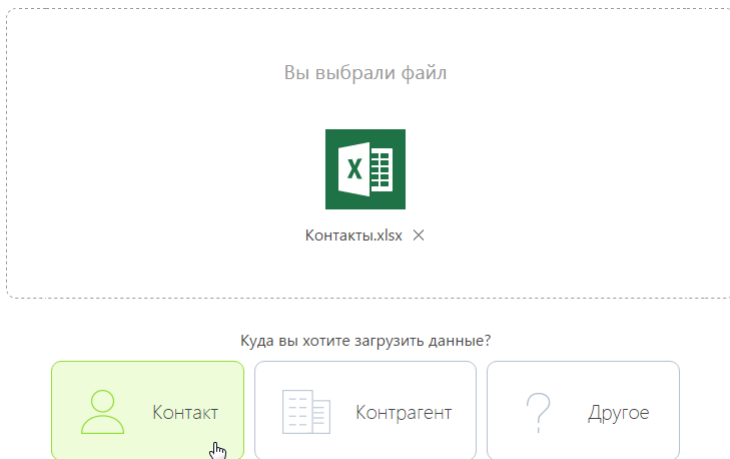 Вы выбрали файл
X
Контакты.xlsx
Куда вы хотите загрузить данные?
Контакт
Контрагент
Другое